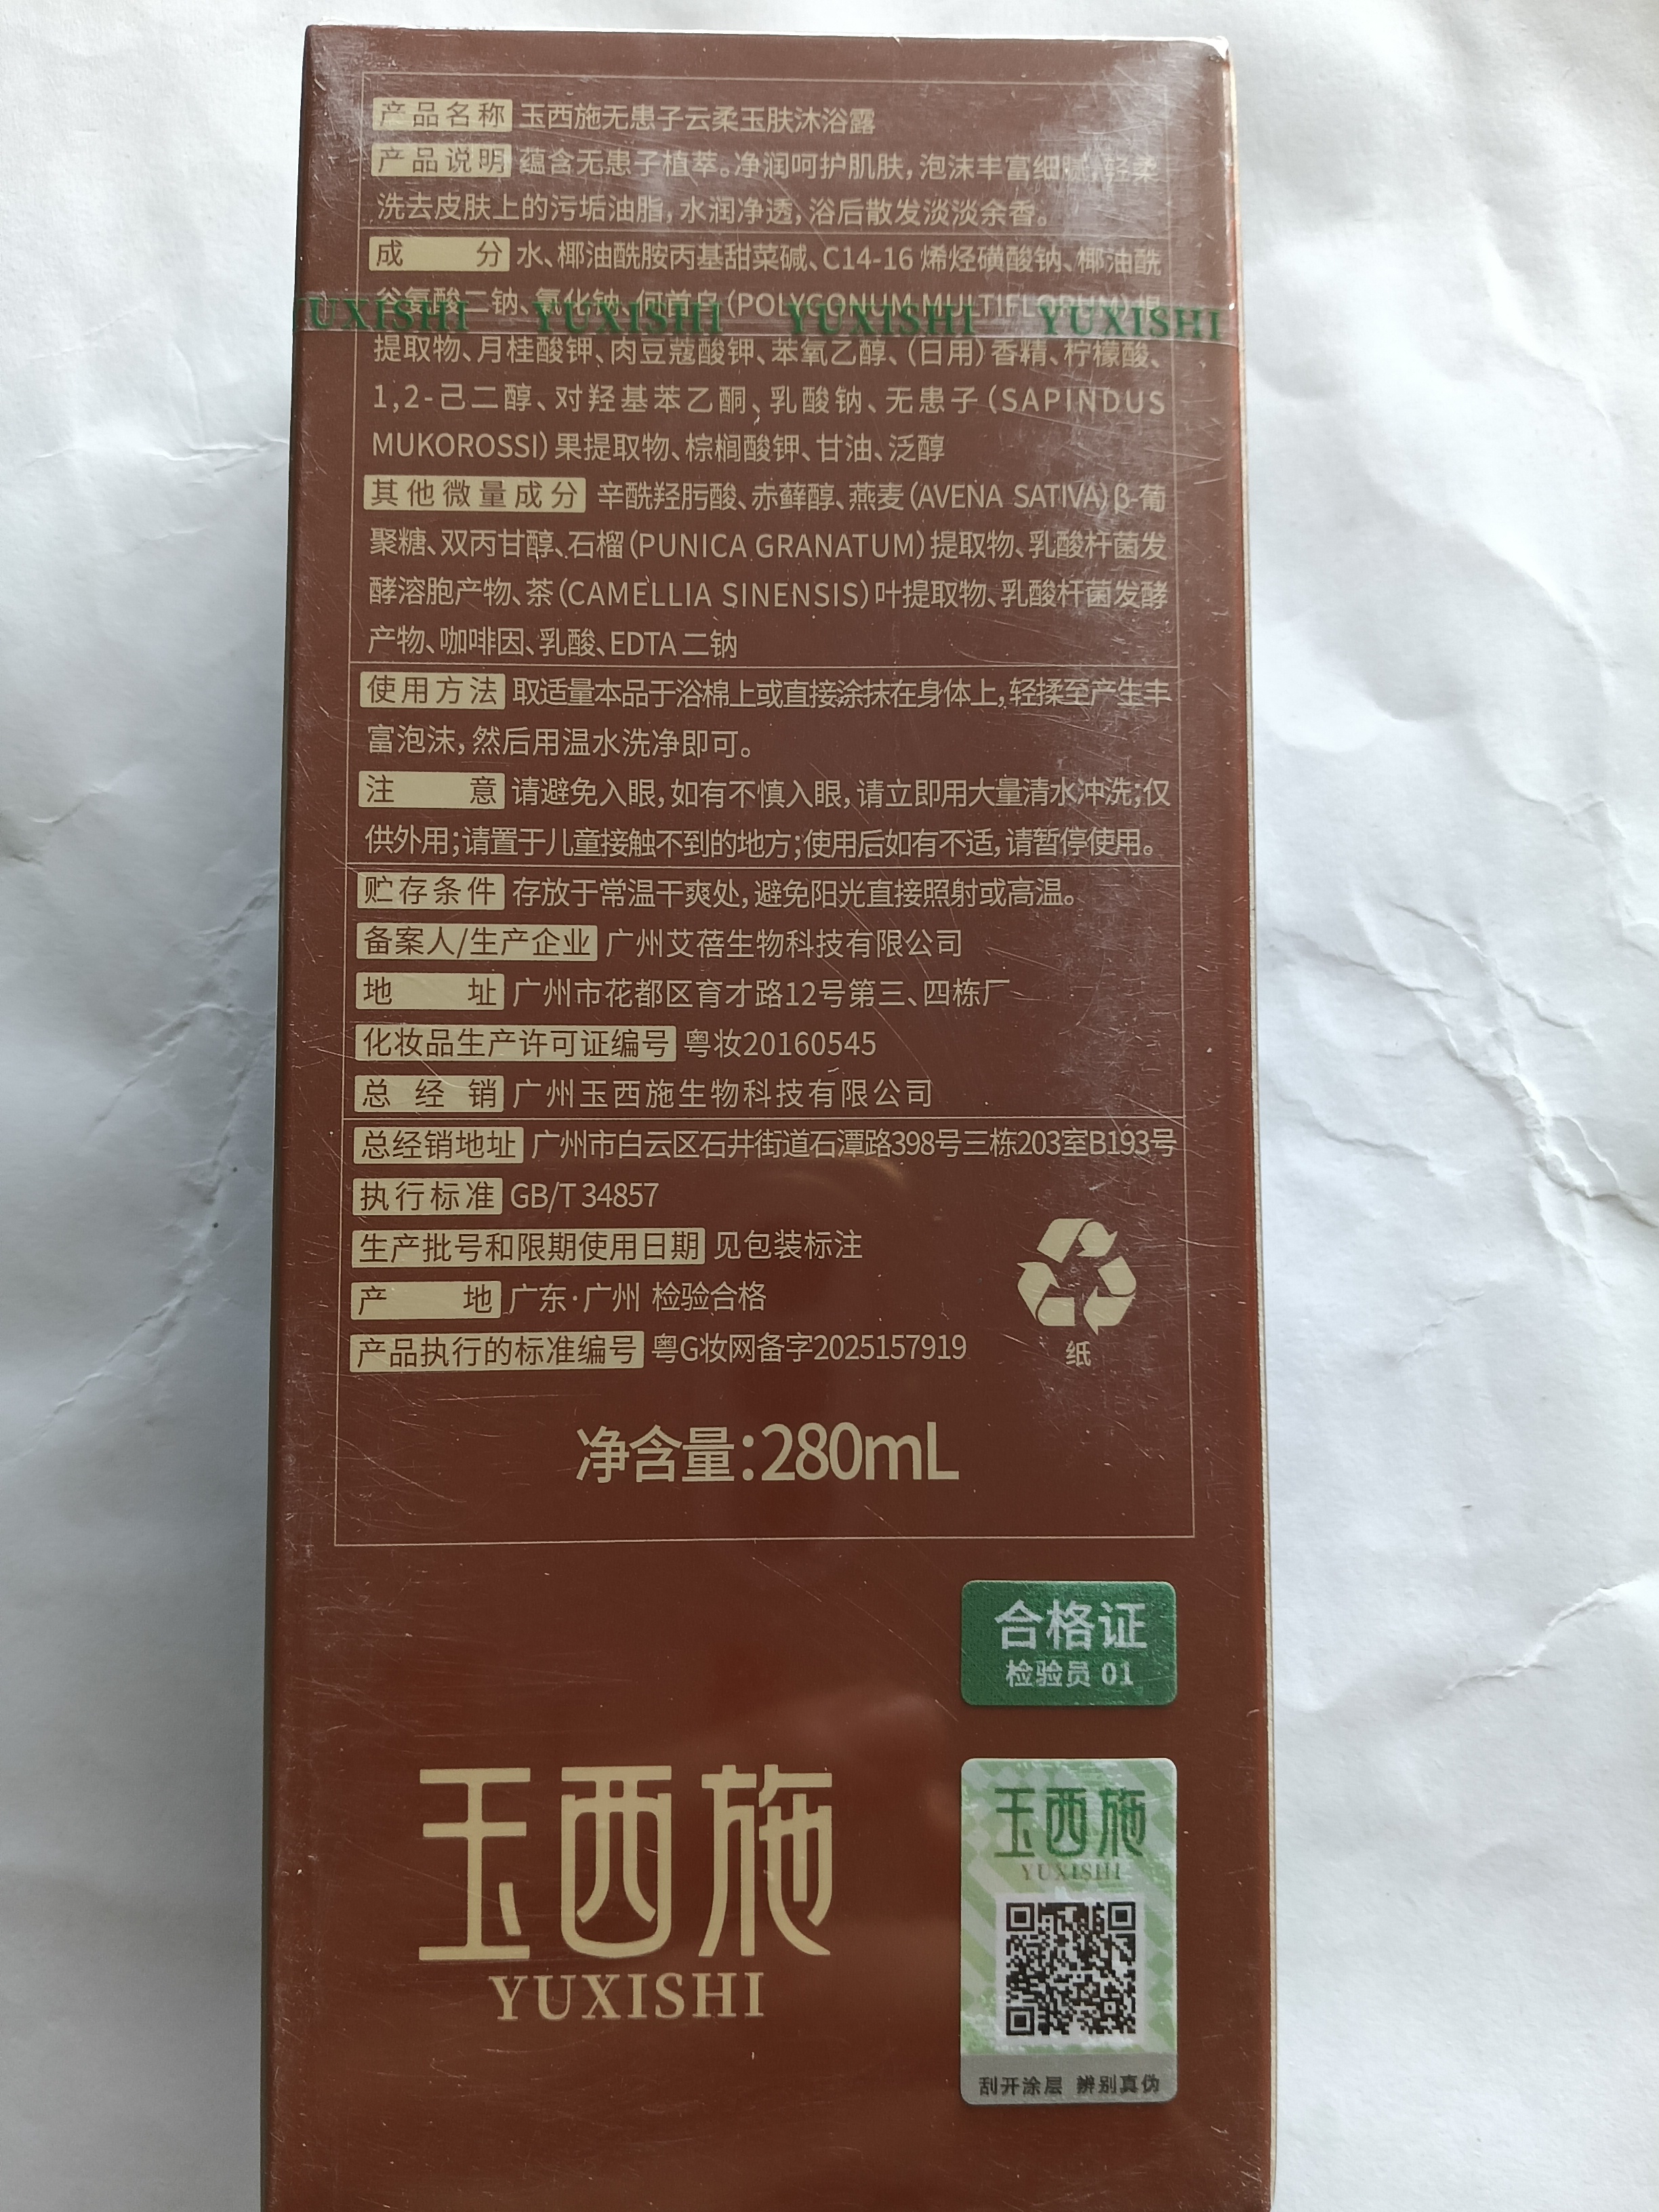 产品名称 玉西施无患子云柔玉肤沐浴露
产品说明 蕴含无患子植萃。净润呵护肌肤,泡沫丰富细腻,轻柔
洗去皮肤上的污垢油脂,水润净透,浴后散发淡淡余香。
成 分 水、椰油酰胺丙基甜菜碱、C14-16 烯烃磺酸钠、椰油酰
谷氨酸二钠、氯化钠、何首乌(POLYGONUM MULTIFLORUM)根
YUXISHI YUXISHI YUXISHI YUXISHI
提取物、月桂酸钾、肉豆蔻酸钾、苯氧乙醇、(日用)香精、柠檬酸、
1,2-己二醇、对羟基苯乙酮、乳酸钠、无患子(SAPINDUS
MUKOROSSI)果提取物、棕榈酸钾、甘油、泛醇
其他微量成分 辛酰羟肟酸、赤藓醇、燕麦(AVENA SATIVA)β-葡
聚糖、双丙甘醇、石榴(PUNICA GRANATUM)提取物、乳酸杆菌发
酵溶胞产物、茶(CAMELLIA SINENSIS)叶提取物、乳酸杆菌发酵
产物、咖啡因、乳酸、EDTA 二钠
使用方法 取适量本品于浴棉上或直接涂抹在身体上,轻揉至产生丰
富泡沫,然后用温水洗净即可。
注 意 请避免入眼,如有不慎入眼,请立即用大量清水冲洗;仅
供外用;请置于儿童接触不到的地方;使用后如有不适,请暂停使用。
贮存条件 存放于常温干爽处,避免阳光直接照射或高温。
备案人/生产企业 广州艾蓓生物科技有限公司
地 址 广州市花都区育才路12号第三、四栋厂
化妆品生产许可证编号 粤妆20160545
总 经 销 广州玉西施生物科技有限公司
总经销地址 广州市白云区石井街道石潭路398号三栋203室B193号
执行标准 GB/T 34857
生产批号和限期使用日期 见包装标注
产 地 广东·广州 检验合格
产品执行的标准编号 粤G妆网备字2025157919
纸
净含量:280mL
合格证
检验员 01
玉西施
YUXISHI
玉西施
YUXISHI
刮开涂层 辨别真伪